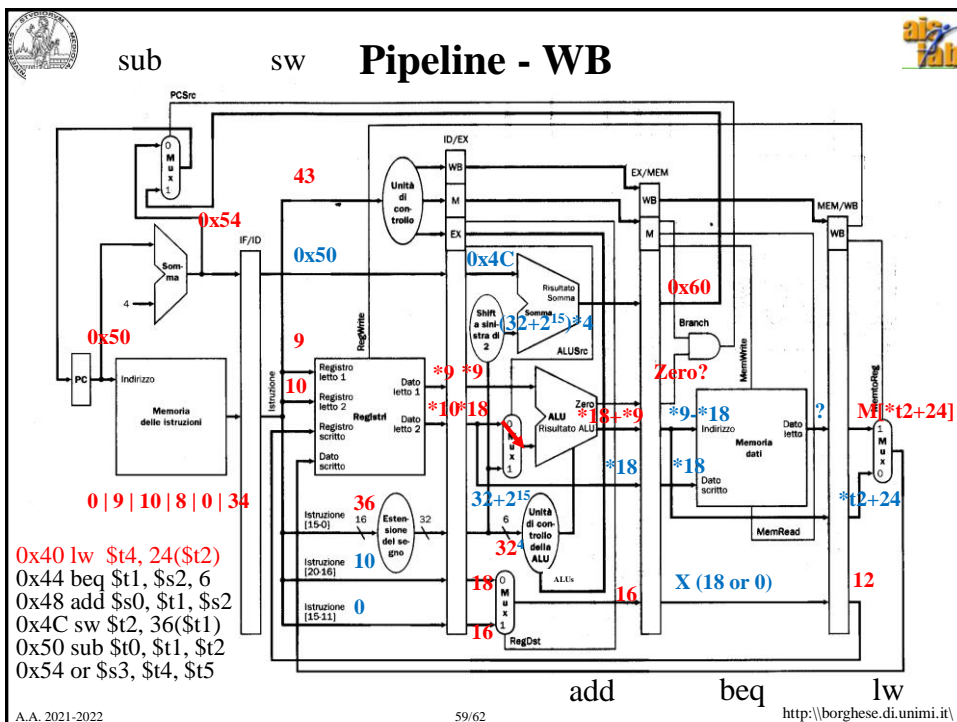 sub sw Pipeline - WB
PCSrc
0
M
u
x
1
43
0x54
Somma
4
0x50
PC
Indirizzo
Memoria
delle istruzioni
0 | 9 | 10 | 8 | 0 | 34
IF/ID
0x50
9
10
Istruzione
RegWrite
Unità
di con-
trollo
Registro
letto 1
Registro
letto 2
Registri
Registro
scritto
Dato
scritto
Dato
letto 1
Dato
letto 2
*9 *9
*10 *18
Istruzione
[15-0]
36
16
Esten-
sione
del se-
gno
32
Istruzione
[20-16]
10
Istruzione
[15-11]
0
ID/EX
WB
M
EX
0x4C
Risultato
Somma
Somma
Shift
a sini-
stra di
2
(32+2¹⁵)*4
ALUSrc
0
M
u
x
1
ALU
Zero
Risultato ALU
*18+*9
*18
32+2¹⁵
6
32⁴
Unità di con-
trollo
della
ALU
ALUs
18
16
0
M
u
x
1
RegDst
16
EX/MEM
WB
M
0x60
Branch
Zero?
MemWrite
*9-*18
Indirizzo
Dato
letto
Memoria
dati
*18
Dato
scritto
MemRead
?
X (18 or 0)
MEM/WB
WB
MemtoReg
M[*t2+24]
1
M
u
x
0
*t2+24
12
0x40 lw $t4, 24($t2)
0x44 beq $t1, $s2, 6
0x48 add $s0, $t1, $s2
0x4C sw $t2, 36($t1)
0x50 sub $t0, $t1, $t2
0x54 or $s3, $t4, $t5
add beq lw
A.A. 2021-2022 59/62 http:\\borghese.di.unimi.it\